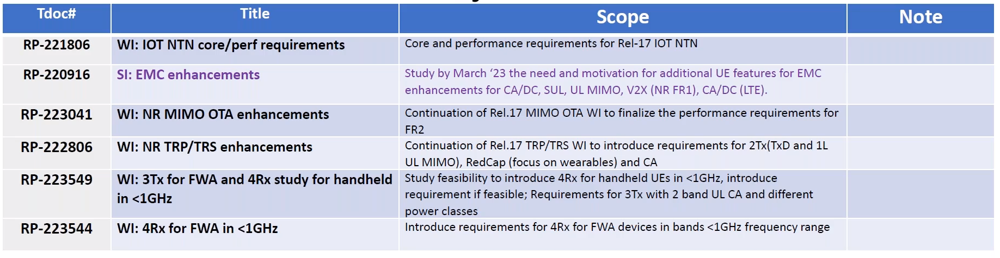 Tdoc# Title Scope Note
RP-221806 WI: IOT NTN core/perf requirements Core and performance requirements for Rel-17 IOT NTN
RP-220916 SI: EMC enhancements Study by March ‘23 the need and motivation for additional UE features for EMC
enhancements for CA/DC, SUL, UL MIMO, V2X (NR FR1), CA/DC (LTE).
RP-223041 WI: NR MIMO OTA enhancements Continuation of Rel.17 MIMO OTA WI to finalize the performance requirements for
FR2
RP-222806 WI: NR TRP/TRS enhancements Continuation of Rel.17 TRP/TRS WI to introduce requirements for 2Tx(TxD and 1L
UL MIMO), RedCap (focus on wearables) and CA
RP-223549 WI: 3Tx for FWA and 4Rx study for handheld Study feasibility to introduce 4Rx for handheld UEs in <1GHz, introduce
in <1GHz requirement if feasible; Requirements for 3Tx with 2 band UL CA and different
power classes
RP-223544 WI: 4Rx for FWA in <1GHz Introduce requirements for 4Rx for FWA devices in bands <1GHz frequency range